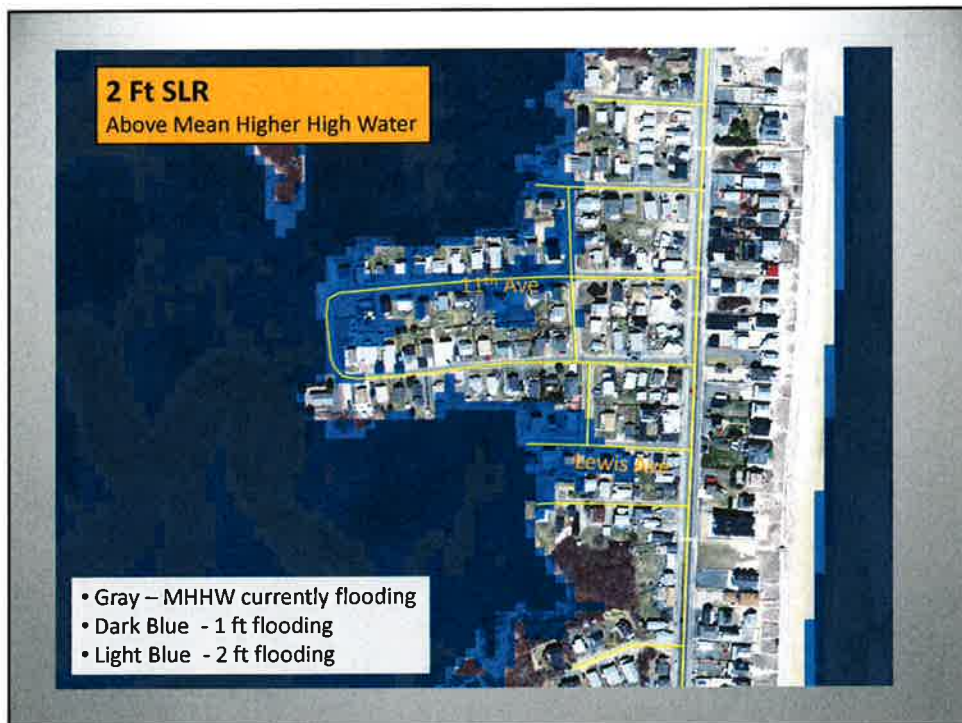 2 Ft SLR
Above Mean Higher High Water
11th Ave
Lewis Ave
• Gray – MHHW currently flooding
• Dark Blue - 1 ft flooding
• Light Blue - 2 ft flooding